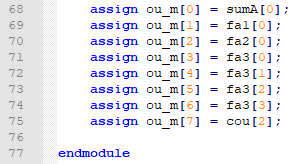 68 assign ou_m[0] = sumA[0];
69 assign ou_m[1] = fa1[0];
70 assign ou_m[2] = fa2[0];
71 assign ou_m[3] = fa3[0];
72 assign ou_m[4] = fa3[1];
73 assign ou_m[5] = fa3[2];
74 assign ou_m[6] = fa3[3];
75 assign ou_m[7] = cou[2];
76
77 endmodule